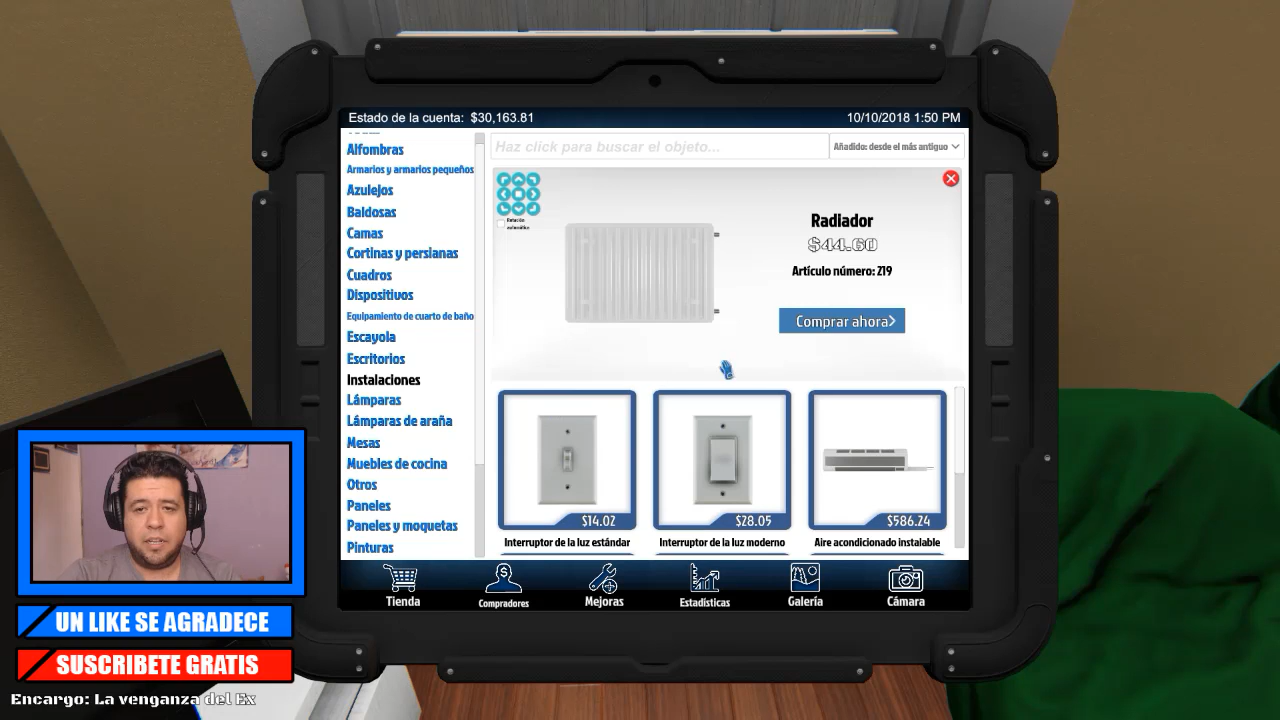 Estado de la cuenta: $30,163.81
10/10/2018 1:50 PM
Alfombras
Armarios y armarios pequeños
Azulejos
Baldosas
Camas
Cortinas y persianas
Cuadros
Dispositivos
Equipamiento de cuarto de baño
Escayola
Escritorios
Instalaciones
Lámparas
Lámparas de araña
Mesas
Muebles de cocina
Otros
Paneles
Paneles y moquetas
Pinturas
Haz click para buscar el objeto...
Añadido: desde el más antiguo
Rotación
automática
Radiador
$44.60
Artículo número: Z19
Comprar ahora
$14.02
$28.05
$586.24
Interruptor de la luz estándar
Interruptor de la luz moderno
Aire acondicionado instalable
Tienda
Compradores
Mejoras
Estadísticas
Galería
Cámara
UN LIKE SE AGRADECE
SUSCRIBETE GRATIS
Encargo: La venganza del Ex